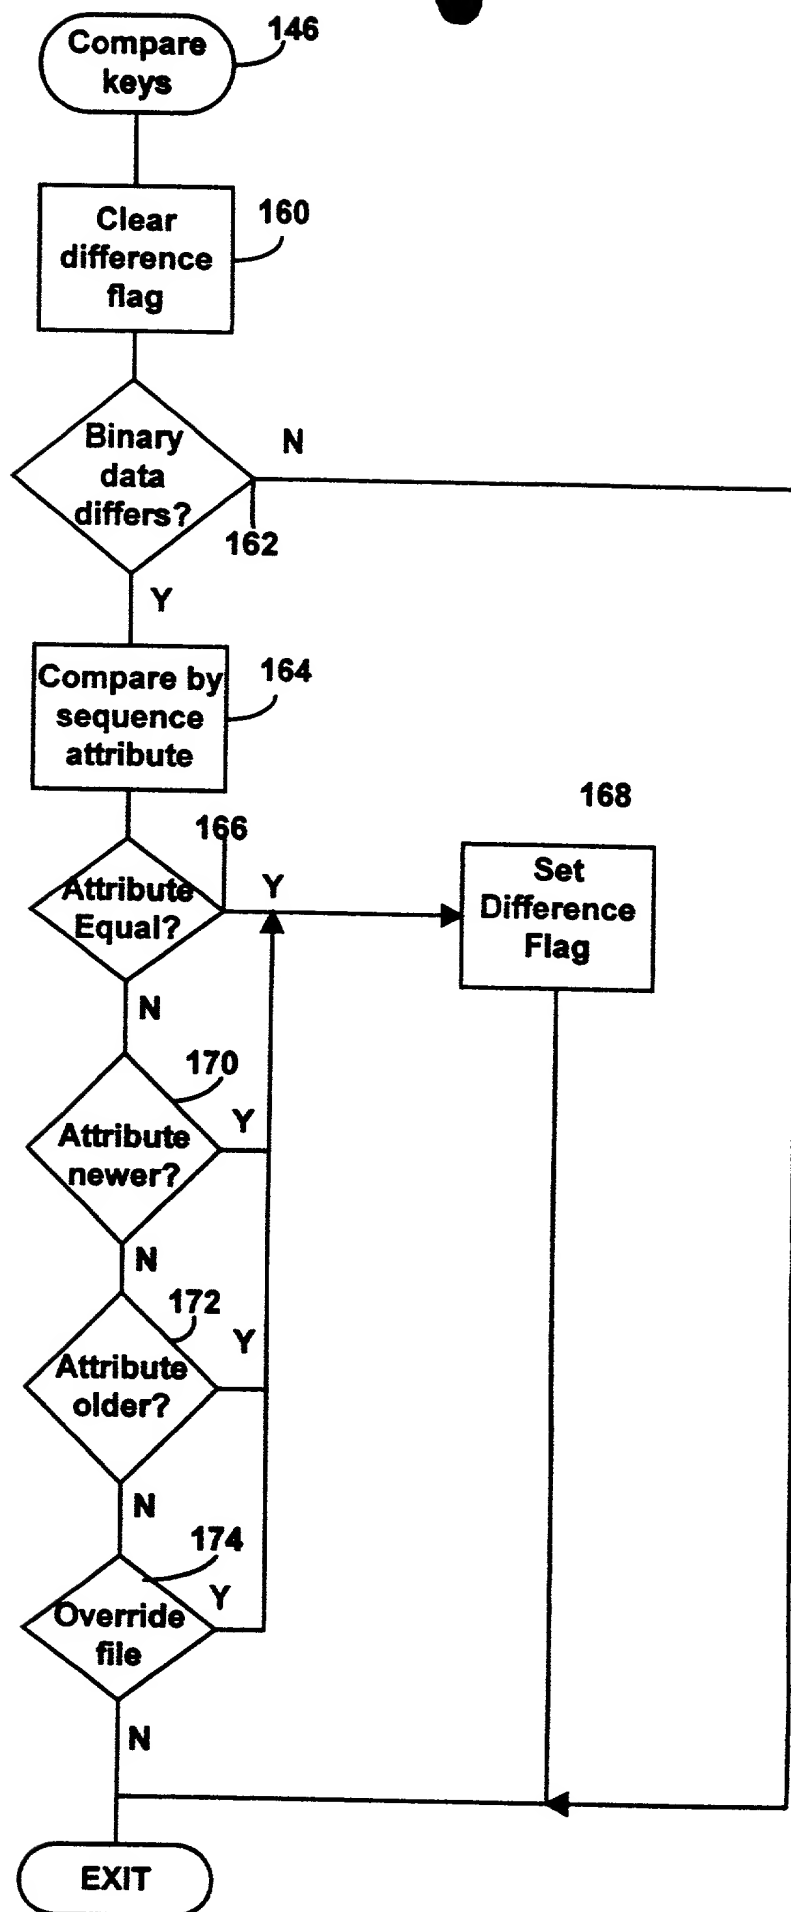 Compare
keys
146
Clear
difference
flag
160
Binary
data
differs?
N
162
Y
Compare by
sequence
attribute
164
168
166
Attribute
Equal?
Y
Set
Difference
Flag
N
170
Attribute
newer?
Y
N
172
Attribute
older?
Y
N
174
Override
file
Y
N
EXIT